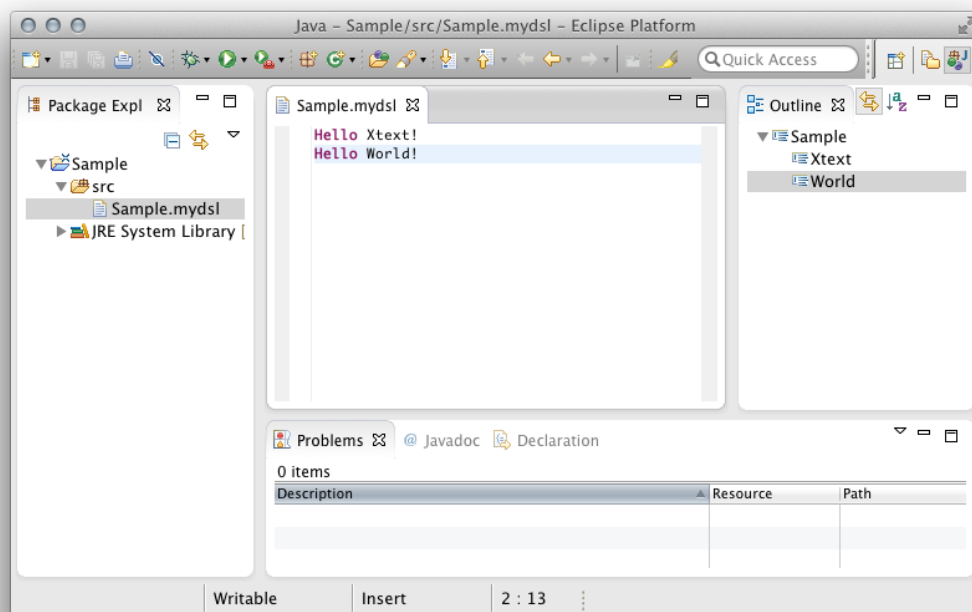 Java – Sample/src/Sample.mydsl – Eclipse Platform
Quick Access
Package Expl
Sample
src
Sample.mydsl
JRE System Library [
Sample.mydsl
Hello Xtext!
Hello World!
Outline
Sample
Xtext
World
Problems @ Javadoc Declaration
0 items
Description Resource Path
Writable Insert 2 : 13